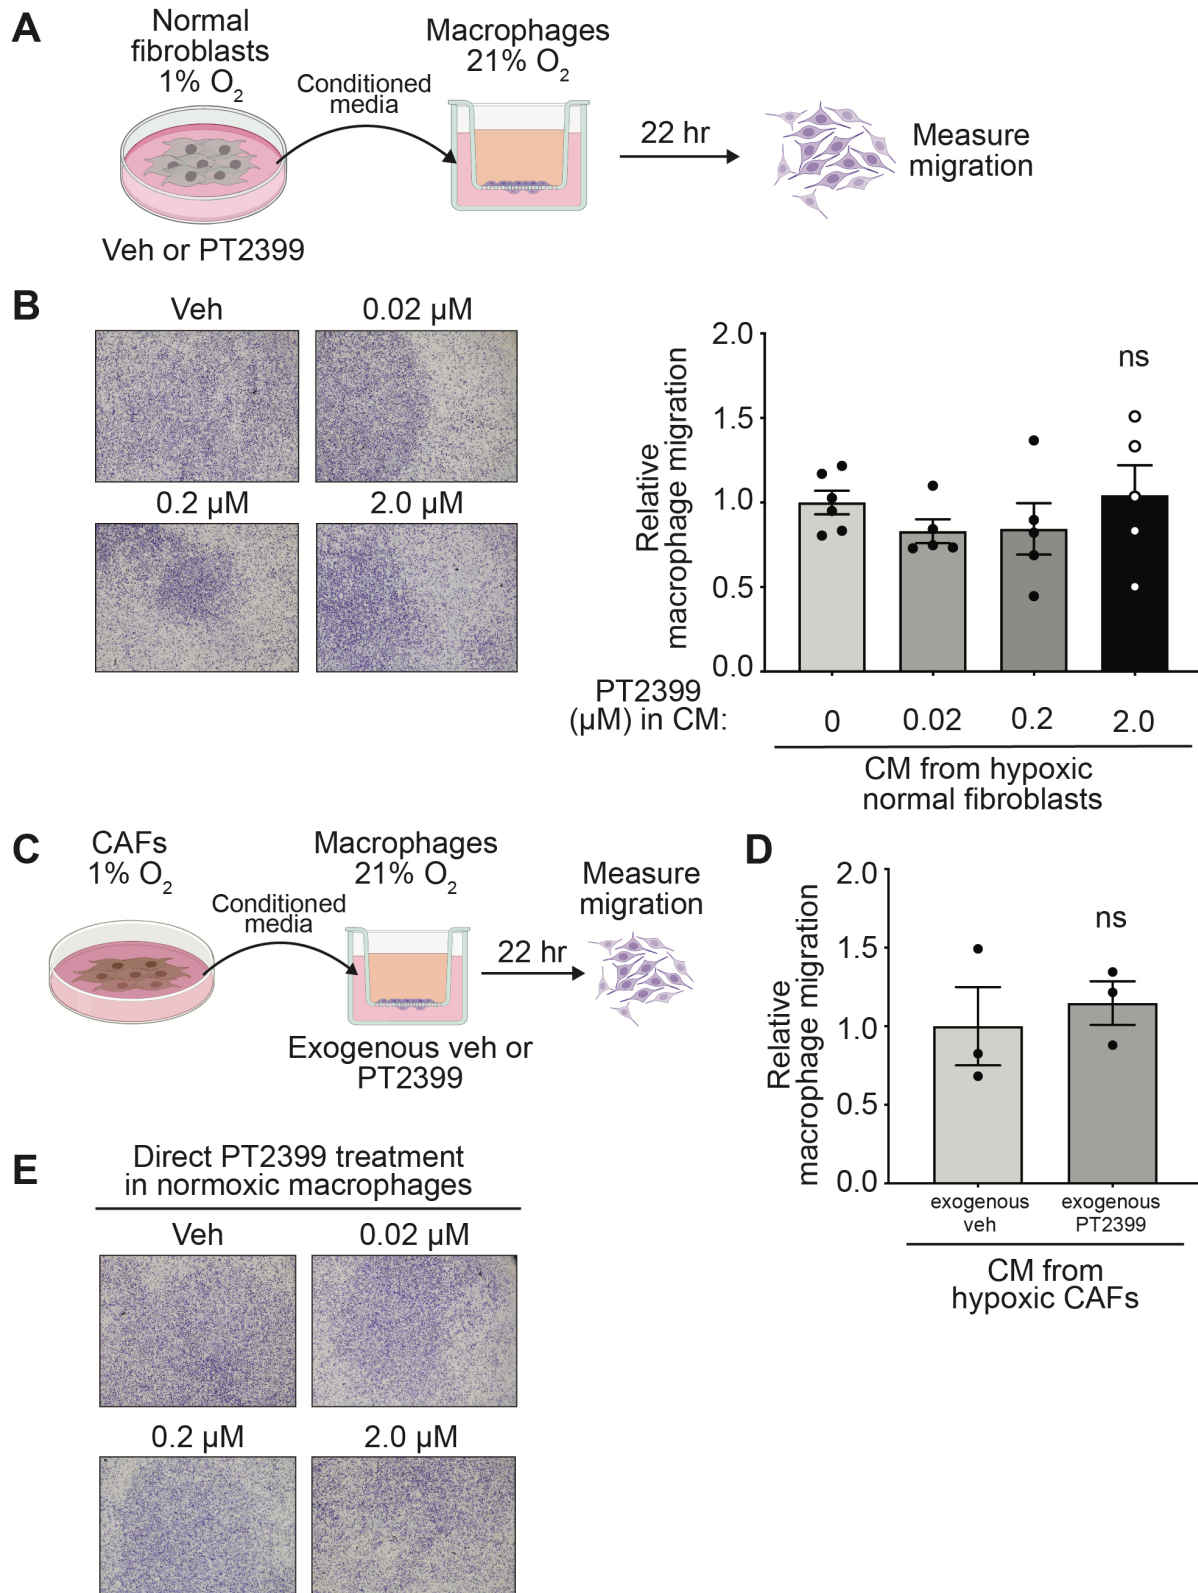 A
Normal
fibroblasts
1% O2
Conditioned
media
Macrophages
21% O2
22 hr
Measure
migration
Veh or PT2399
B
Veh
0.02 µM
0.2 µM
2.0 µM
Relative
macrophage migration
2.0
1.5
1.0
0.5
0.0
ns
PT2399
(µM) in CM:
0
0.02
0.2
2.0
CM from hypoxic
normal fibroblasts
C
CAFs
1% O2
Conditioned
media
Macrophages
21% O2
22 hr
Measure
migration
Exogenous veh or
PT2399
D
Relative
macrophage migration
2.0
1.5
1.0
0.5
0.0
ns
exogenous
veh
exogenous
PT2399
CM from
hypoxic CAFs
E
Direct PT2399 treatment
in normoxic macrophages
Veh
0.02 µM
0.2 µM
2.0 µM